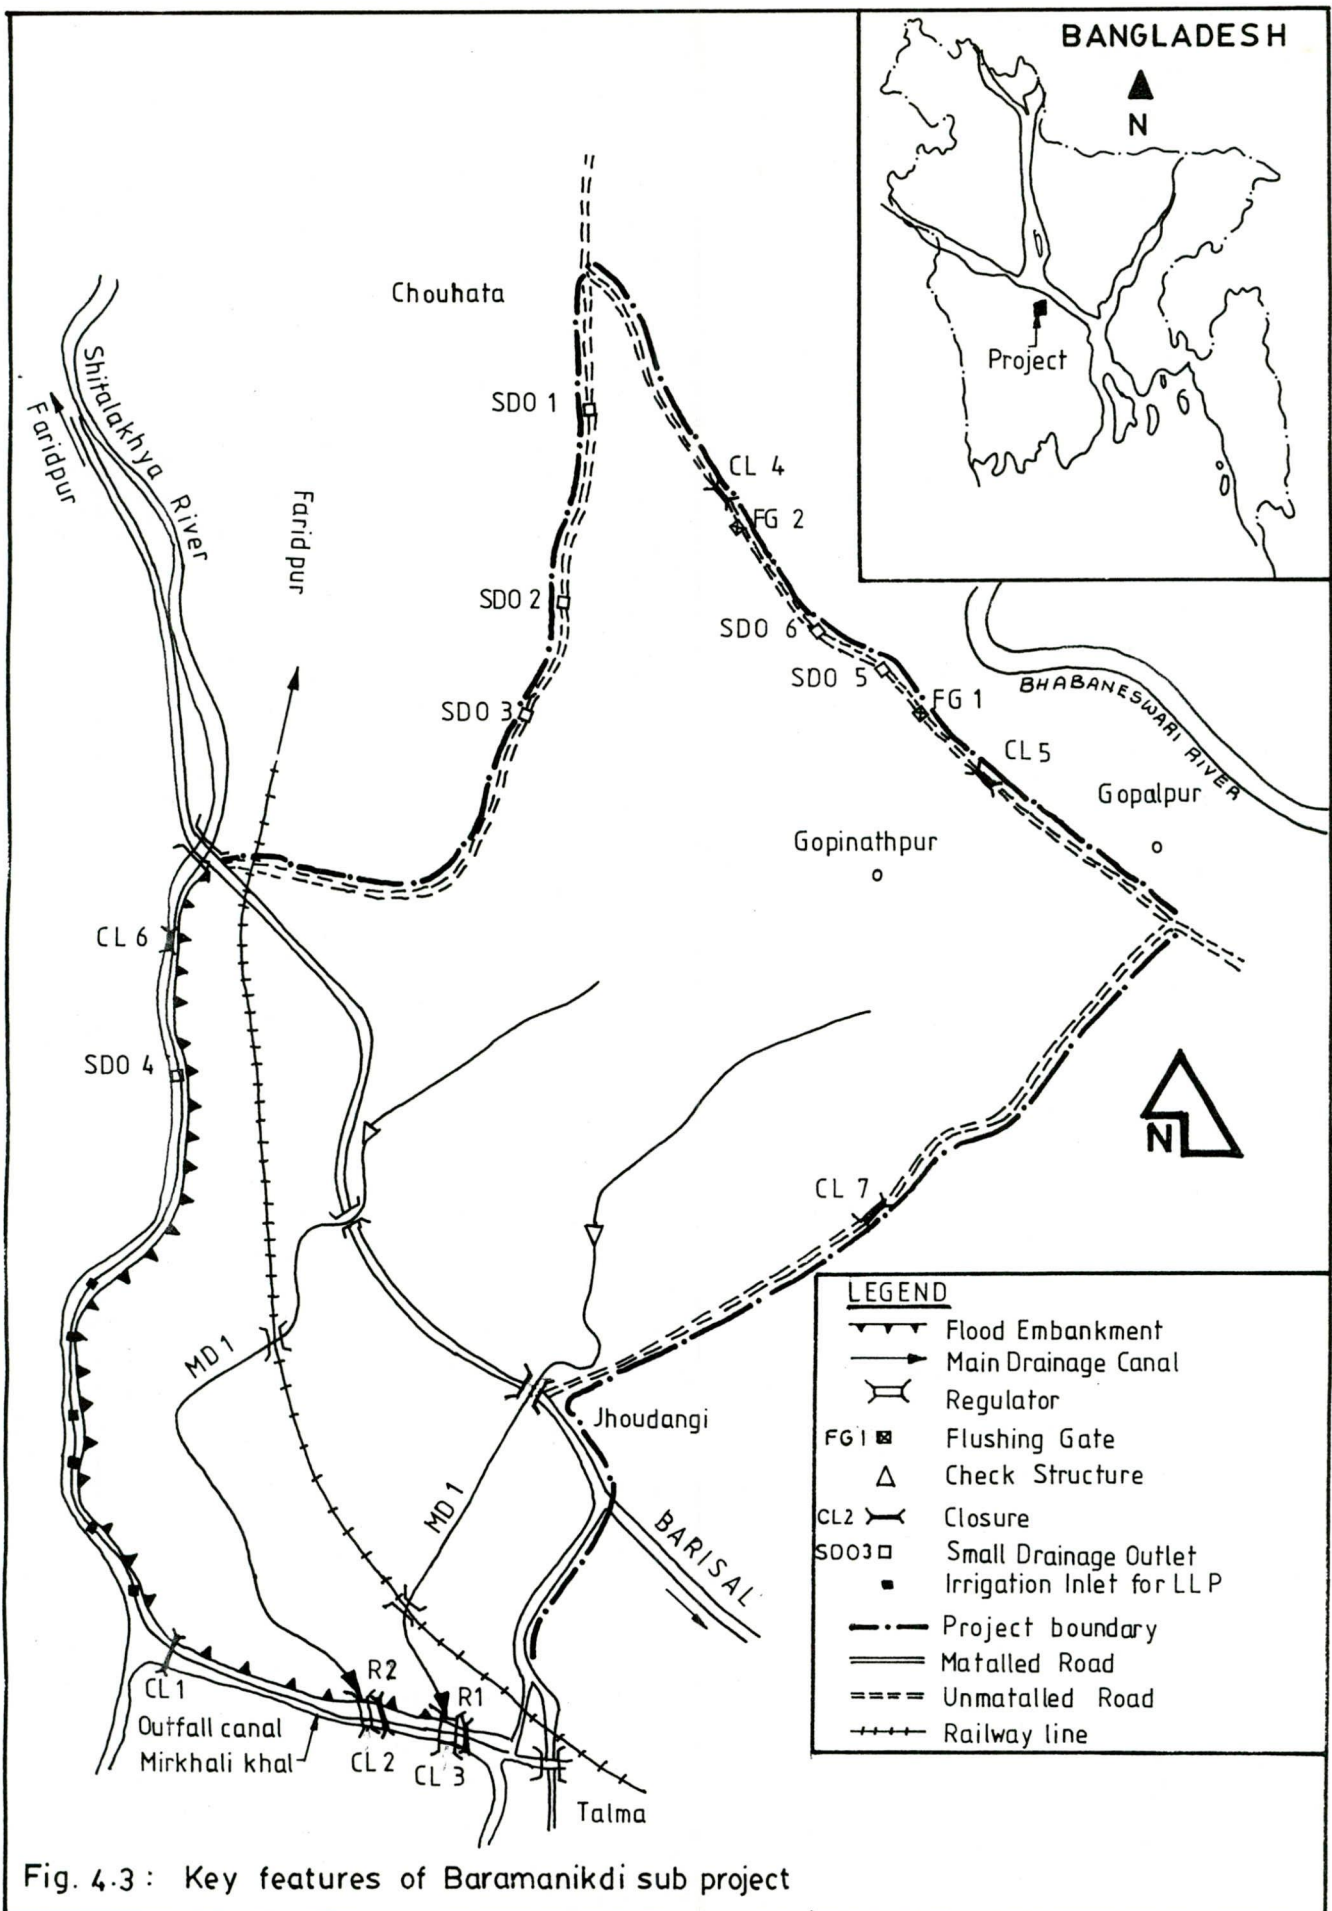 BANGLADESH
N
Project
Chouhata
Shitalakhya River
Faridpur
Faridpur
SDO 1
CL 4
FG 2
SDO 2
SDO 6
SDO 5
SDO 3
FG 1
BHABANESWARI RIVER
CL 5
Gopalpur
Gopinathpur
CL 6
SDO 4
N
CL 7
MD 1
Jhoudangi
MD 1
BARISAL
R2
R1
CL 1
Outfall canal
Mirkhali khal
CL 2
CL 3
Talma
LEGEND
Flood Embankment
Main Drainage Canal
Regulator
FG 1 Flushing Gate
Check Structure
CL2 Closure
SDO3 Small Drainage Outlet
Irrigation Inlet for LLP
Project boundary
Matalled Road
Unmatalled Road
Railway line
Fig. 4.3 : Key features of Baramanikdi sub project